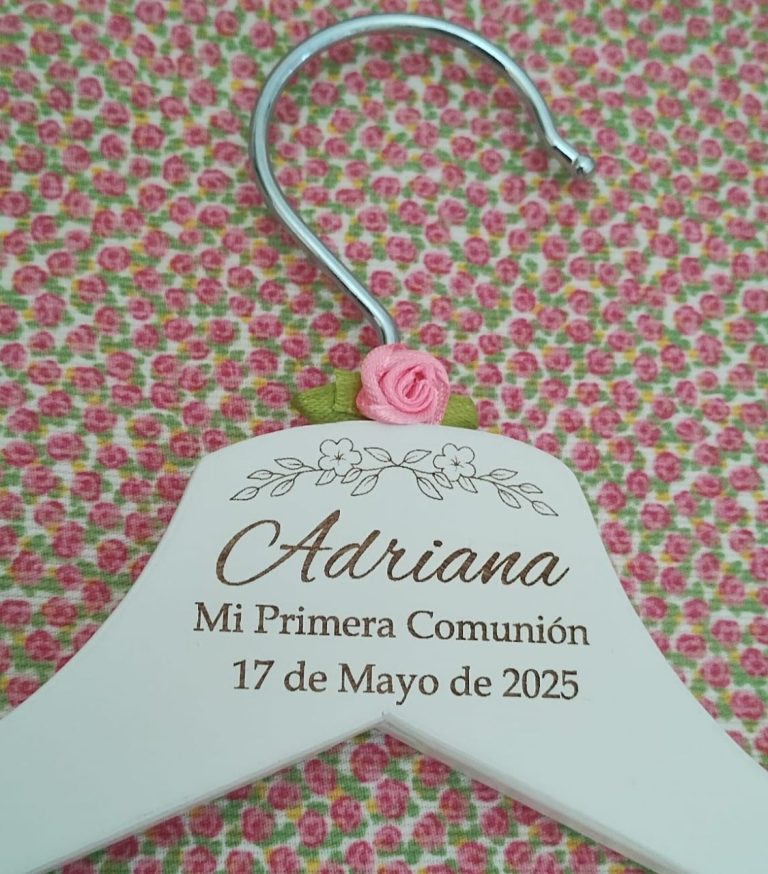 Adriana
Mi Primera Comunión
17 de Mayo de 2025